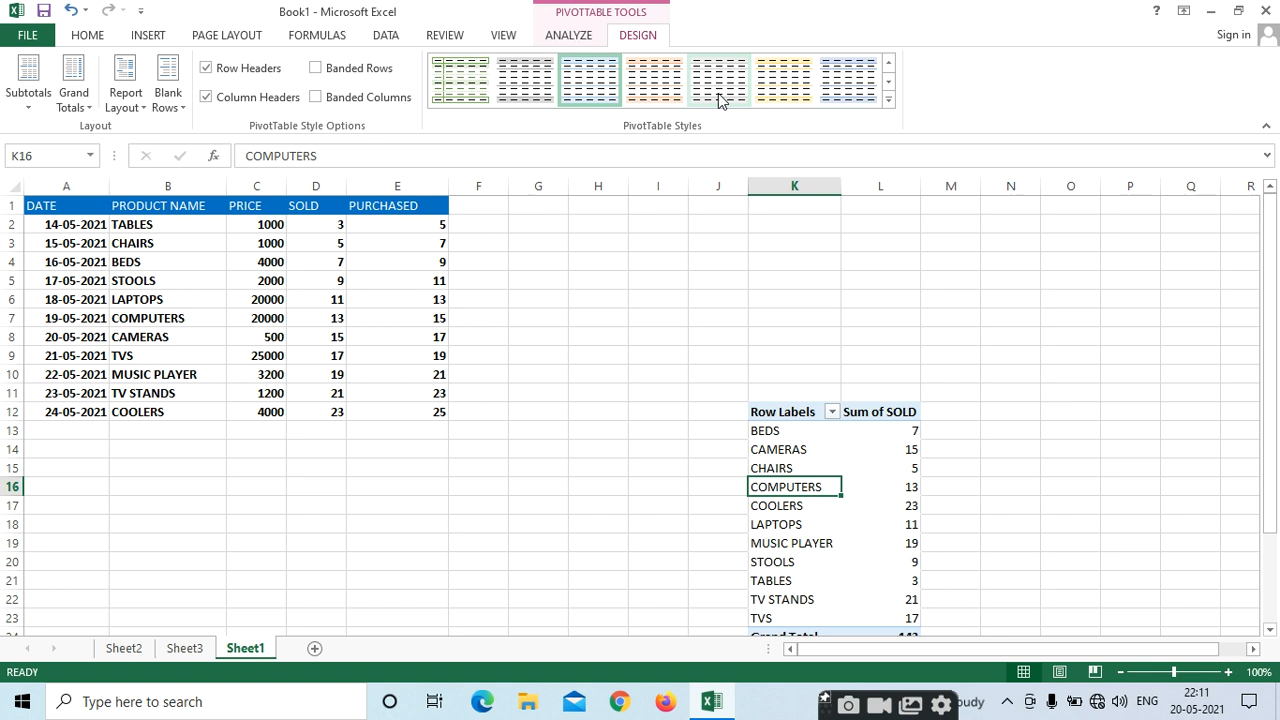 Book1 - Microsoft Excel
PIVOTTABLE TOOLS
?
FILE HOME INSERT PAGE LAYOUT FORMULAS DATA REVIEW VIEW ANALYZE DESIGN Sign in
Subtotals
Grand Totals
Report Layout
Blank Rows
Row Headers
Banded Rows
Column Headers
Banded Columns
Layout
PivotTable Style Options
PivotTable Styles
K16 fx COMPUTERS
A B C D E F G H I J K L M N O P Q R
1 DATE PRODUCT NAME PRICE SOLD PURCHASED
2 14-05-2021 TABLES 1000 3 5
3 15-05-2021 CHAIRS 1000 5 7
4 16-05-2021 BEDS 4000 7 9
5 17-05-2021 STOOLS 2000 9 11
6 18-05-2021 LAPTOPS 20000 11 13
7 19-05-2021 COMPUTERS 20000 13 15
8 20-05-2021 CAMERAS 500 15 17
9 21-05-2021 TVS 25000 17 19
10 22-05-2021 MUSIC PLAYER 3200 19 21
11 23-05-2021 TV STANDS 1200 21 23
12 24-05-2021 COOLERS 4000 23 25 Row Labels Sum of SOLD
13 BEDS 7
14 CAMERAS 15
15 CHAIRS 5
16 COMPUTERS 13
17 COOLERS 23
18 LAPTOPS 11
19 MUSIC PLAYER 19
20 STOOLS 9
21 TABLES 3
22 TV STANDS 21
23 TVS 17
24 Grand Total 143
Sheet2 Sheet3 Sheet1
READY 100%
Type here to search
ENG
22:11
20-05-2021